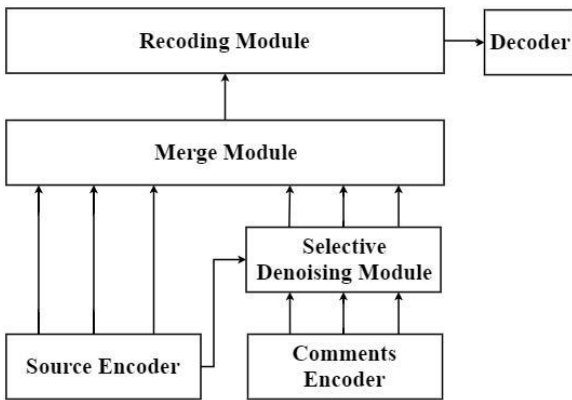 Recoding Module
Decoder
Merge Module
Selective
Denoising Module
Source Encoder
Comments
Encoder